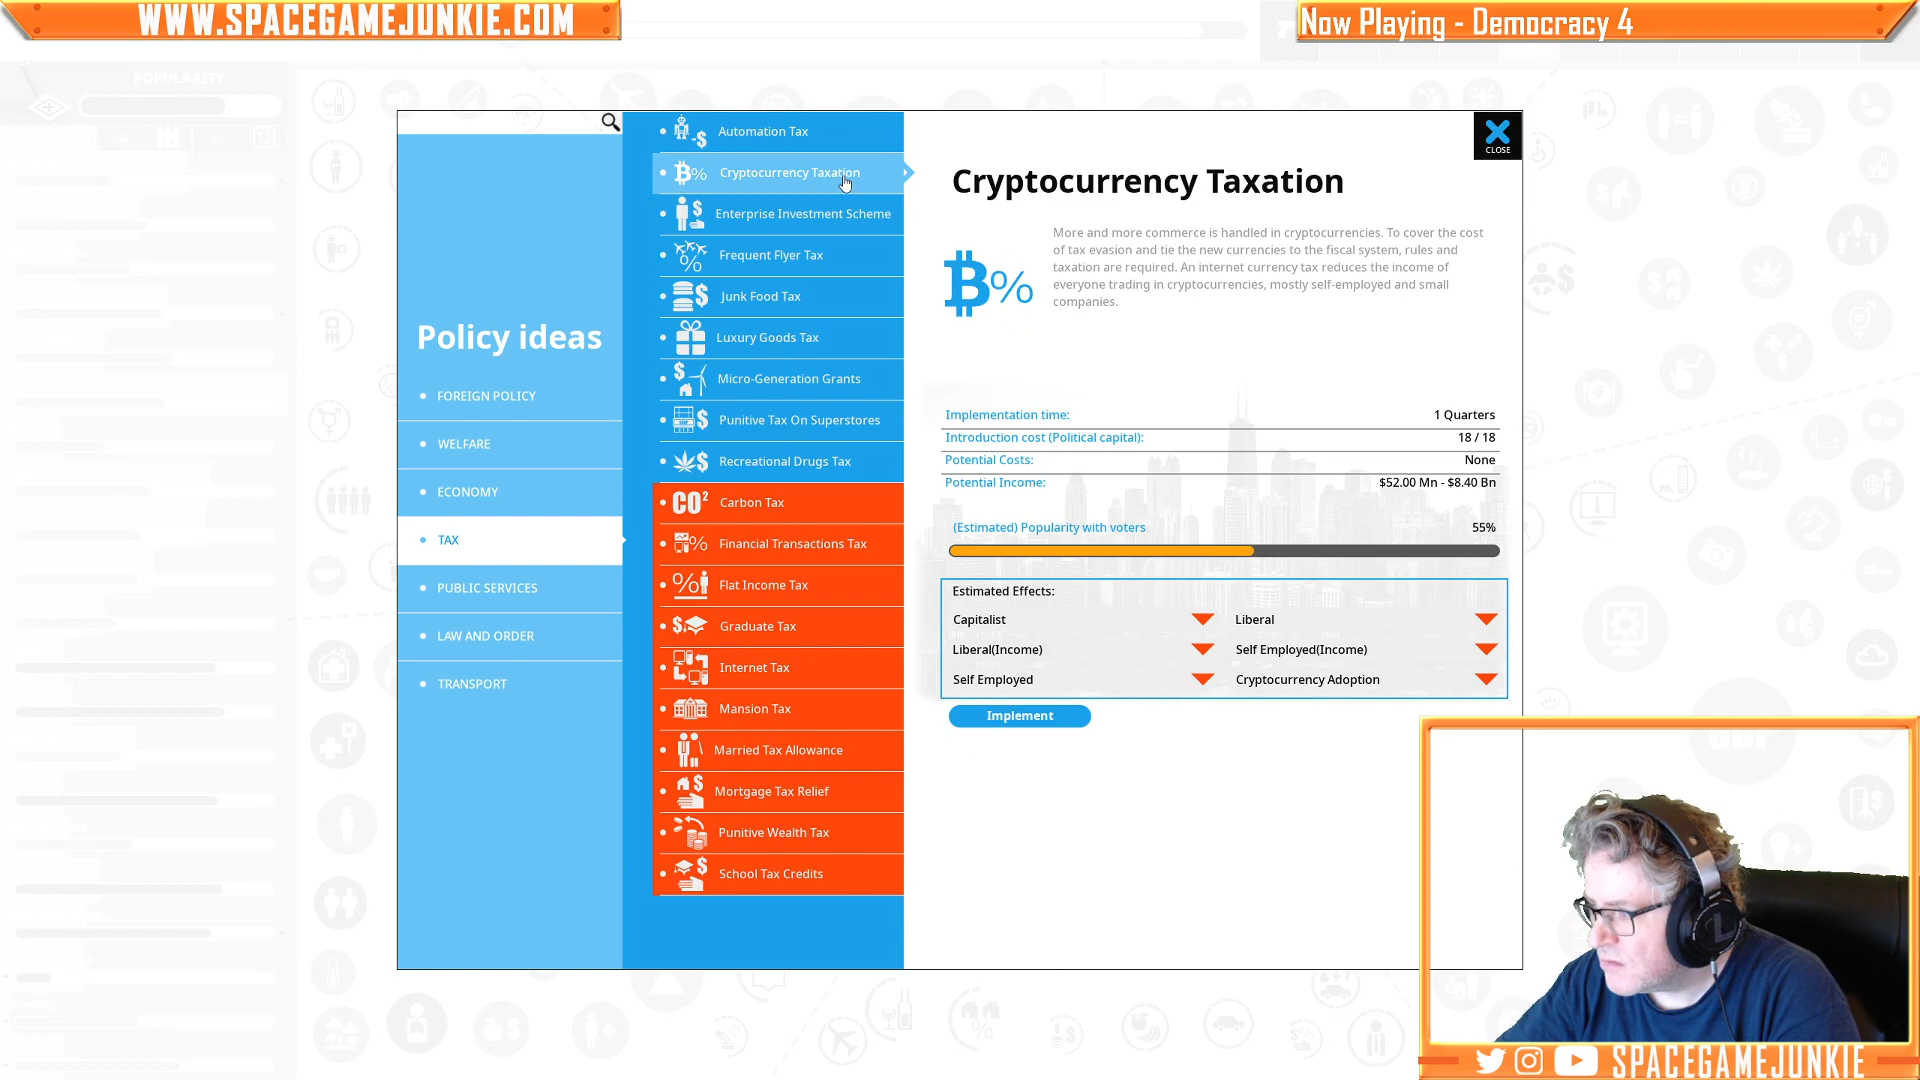 WWW.SPACEGAMEJUNKIE.COM
Now Playing - Democracy 4
POPULARITY
CLOSE
Policy ideas
FOREIGN POLICY
WELFARE
ECONOMY
TAX
PUBLIC SERVICES
LAW AND ORDER
TRANSPORT
Automation Tax
Cryptocurrency Taxation
Enterprise Investment Scheme
Frequent Flyer Tax
Junk Food Tax
Luxury Goods Tax
Micro-Generation Grants
Punitive Tax On Superstores
Recreational Drugs Tax
CO² Carbon Tax
Financial Transactions Tax
Flat Income Tax
Graduate Tax
Internet Tax
Mansion Tax
Married Tax Allowance
Mortgage Tax Relief
Punitive Wealth Tax
School Tax Credits
Cryptocurrency Taxation
More and more commerce is handled in cryptocurrencies. To cover the cost
of tax evasion and tie the new currencies to the fiscal system, rules and
taxation are required. An internet currency tax reduces the income of
everyone trading in cryptocurrencies, mostly self-employed and small
companies.
Implementation time: 1 Quarters
Introduction cost (Political capital): 18 / 18
Potential Costs: None
Potential Income: $52.00 Mn - $8.40 Bn
(Estimated) Popularity with voters 55%
Estimated Effects:
Capitalist Liberal
Liberal(Income) Self Employed(Income)
Self Employed Cryptocurrency Adoption
Implement
SPACEGAMEJUNKIE